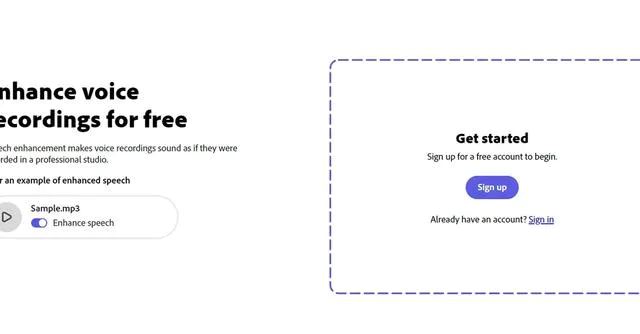 nhance voice
ecordings for free
ech enhancement makes voice recordings sound as if they were
rded in a professional studio.
r an example of enhanced speech
Sample.mp3
Enhance speech
Get started
Sign up for a free account to begin.
Sign up
Already have an account? Sign in